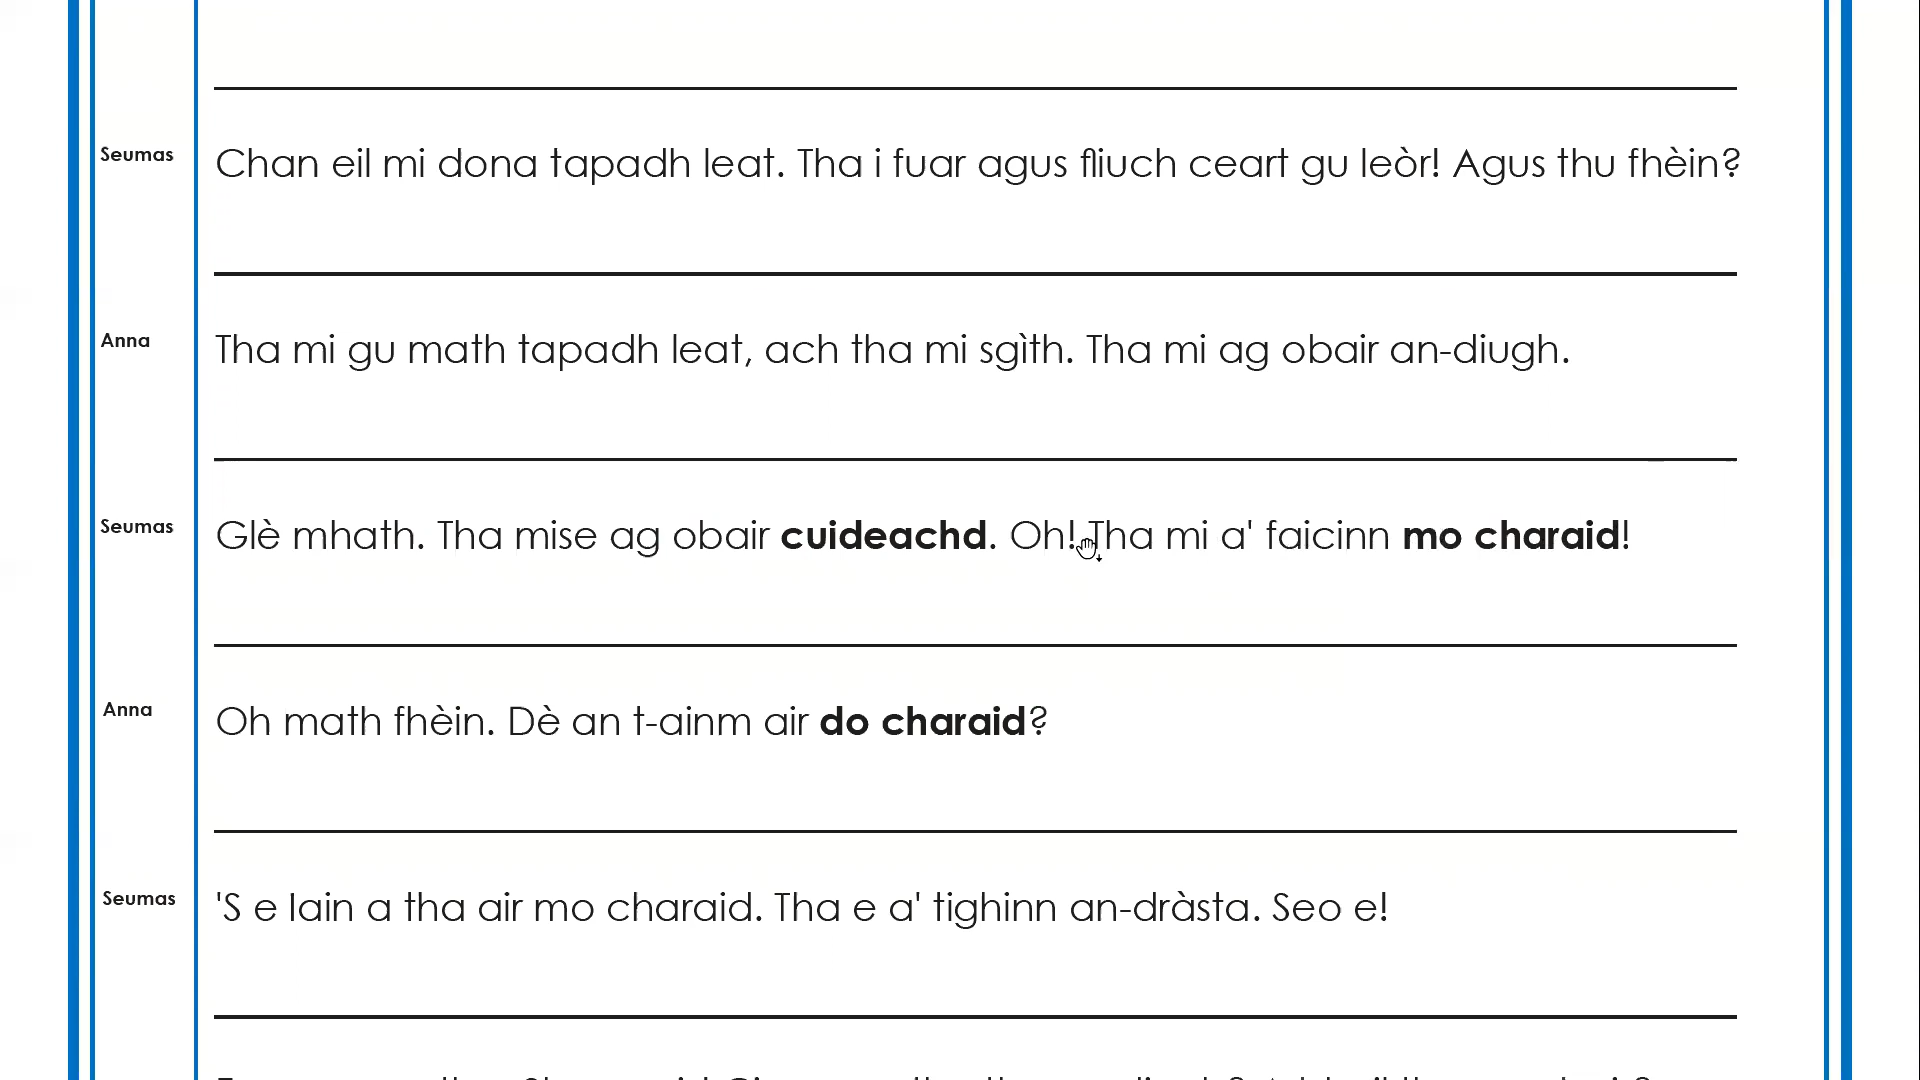 Seumas
Chan eil mi dona tapadh leat. Tha i fuar agus fliuch ceart gu leòr! Agus thu fhèin?
Anna
Tha mi gu math tapadh leat, ach tha mi sgìth. Tha mi ag obair an-diugh.
Seumas
Glè mhath. Tha mise ag obair cuideachd. Oh! Tha mi a' faicinn mo charaid!
Anna
Oh math fhèin. Dè an t-ainm air do charaid?
Seumas
'S e Iain a tha air mo charaid. Tha e a' tighinn an-dràsta. Seo e!